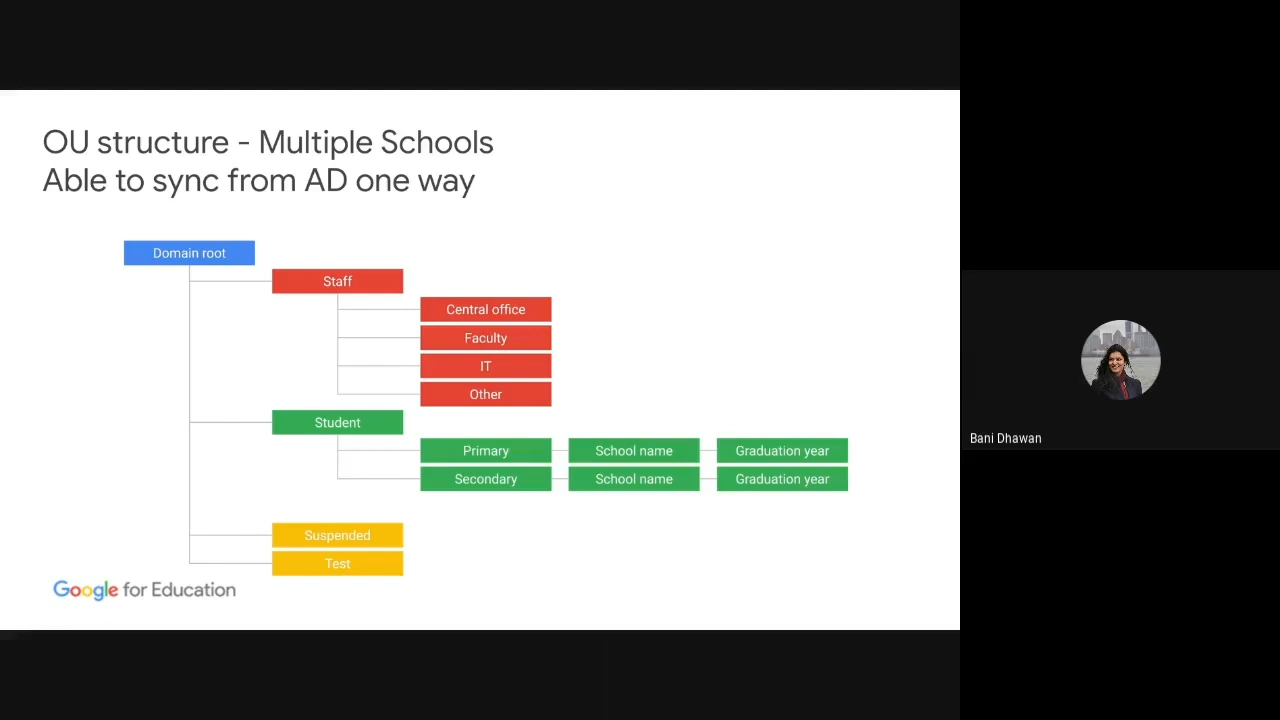 OU structure - Multiple Schools
Able to sync from AD one way
Domain root
Staff
Central office
Faculty
IT
Other
Student
Primary School name Graduation year
Secondary School name Graduation year
Suspended
Test
Google for Education
Bani Dhawan